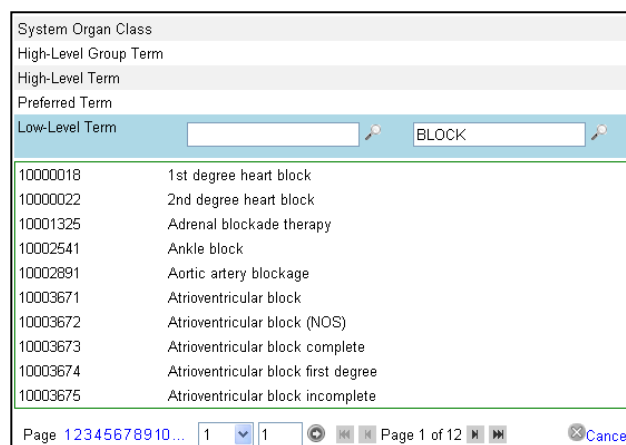 System Organ Class
High-Level Group Term
High-Level Term
Preferred Term
Low-Level Term BLOCK
10000018 1st degree heart block
10000022 2nd degree heart block
10001325 Adrenal blockade therapy
10002541 Ankle block
10002891 Aortic artery blockage
10003671 Atrioventricular block
10003672 Atrioventricular block (NOS)
10003673 Atrioventricular block complete
10003674 Atrioventricular block first degree
10003675 Atrioventricular block incomplete
Page 12345678910... 1 1 Page 1 of 12 Cance